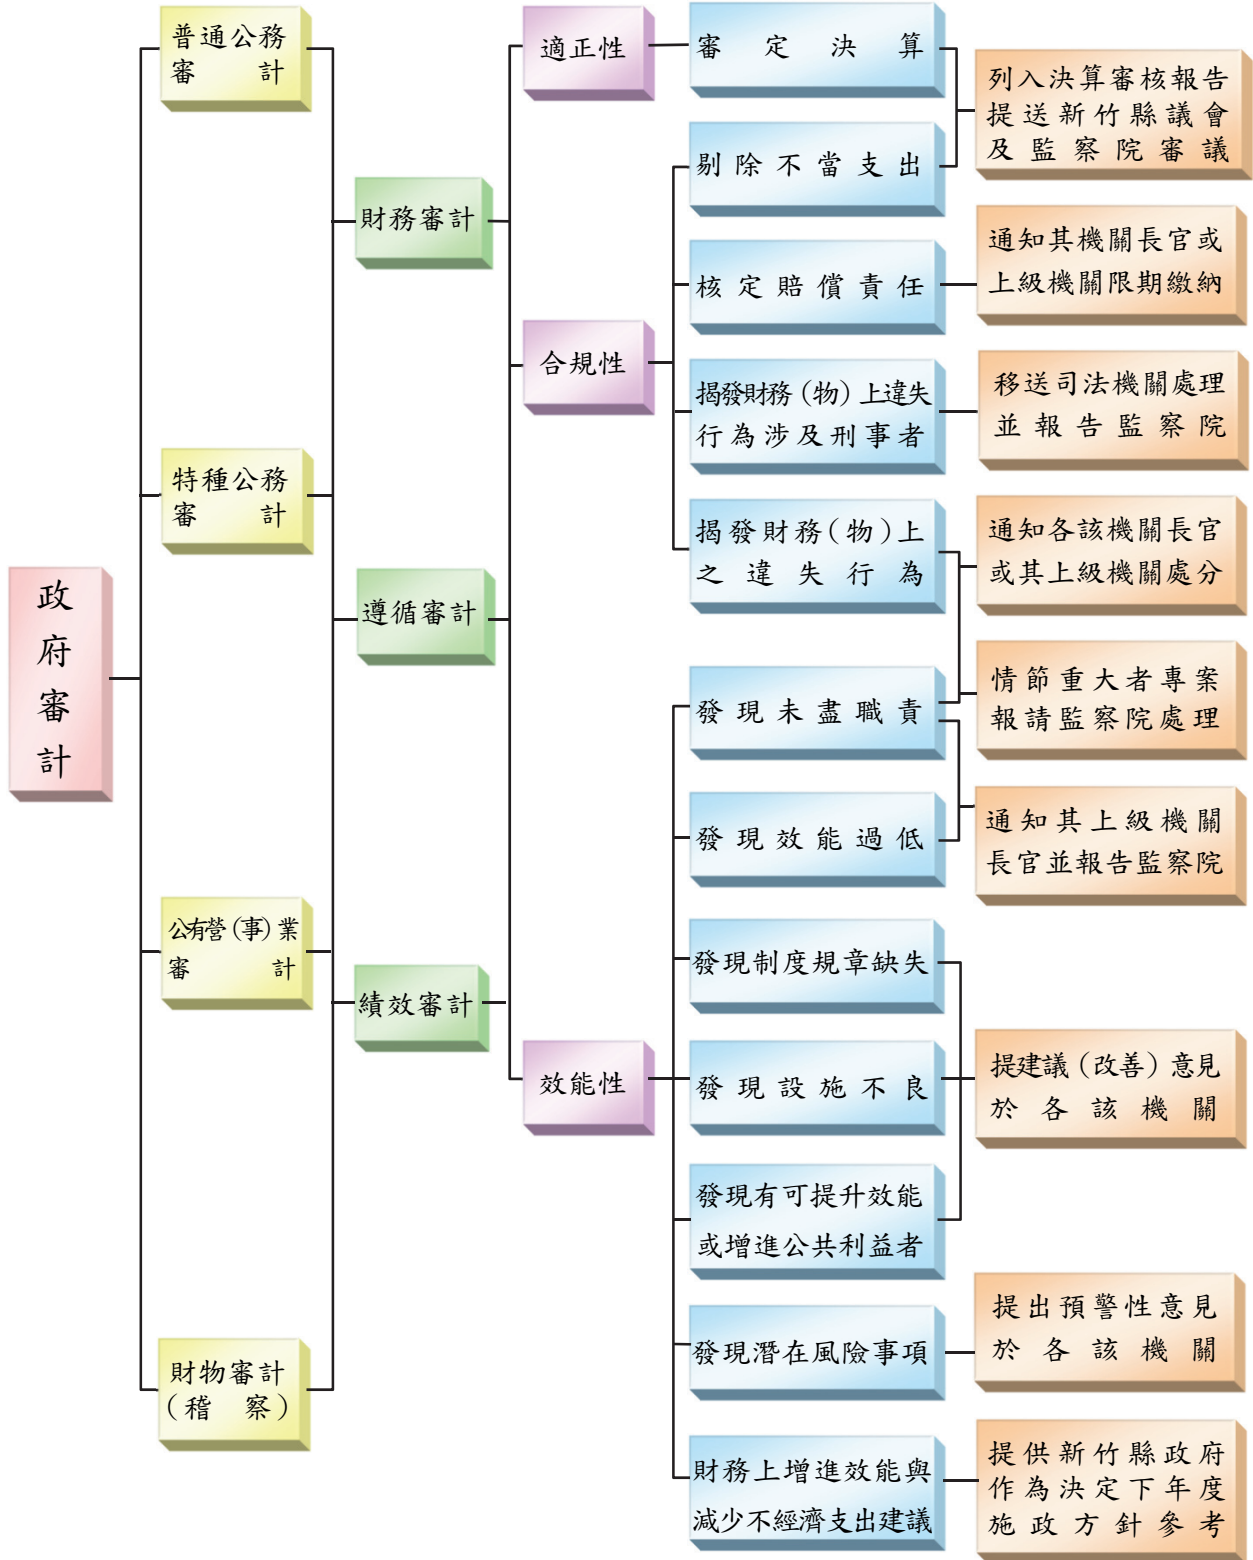 政府審計
普通公務
審計
特種公務
審計
公有營(事)業
審計
財物審計
(稽察)
財務審計
遵循審計
績效審計
適正性
合規性
效能性
審定決算
剔除不當支出
核定賠償責任
揭發財務(物)上違失
行為涉及刑事者
揭發財務(物)上
之違失行為
發現未盡職責
發現效能過低
發現制度規章缺失
發現設施不良
發現有可提升效能
或增進公共利益者
發現潛在風險事項
財務上增進效能與
減少不經濟支出建議
列入決算審核報告
提送新竹縣議會
及監察院審議
通知其機關長官或
上級機關限期繳納
移送司法機關處理
並報告監察院
通知各該機關長官
或其上級機關處分
情節重大者專案
報請監察院處理
通知其上級機關
長官並報告監察院
提建議(改善)意見
於各該機關
提出預警性意見
於各該機關
提供新竹縣政府
作為決定下年度
施政方針參考